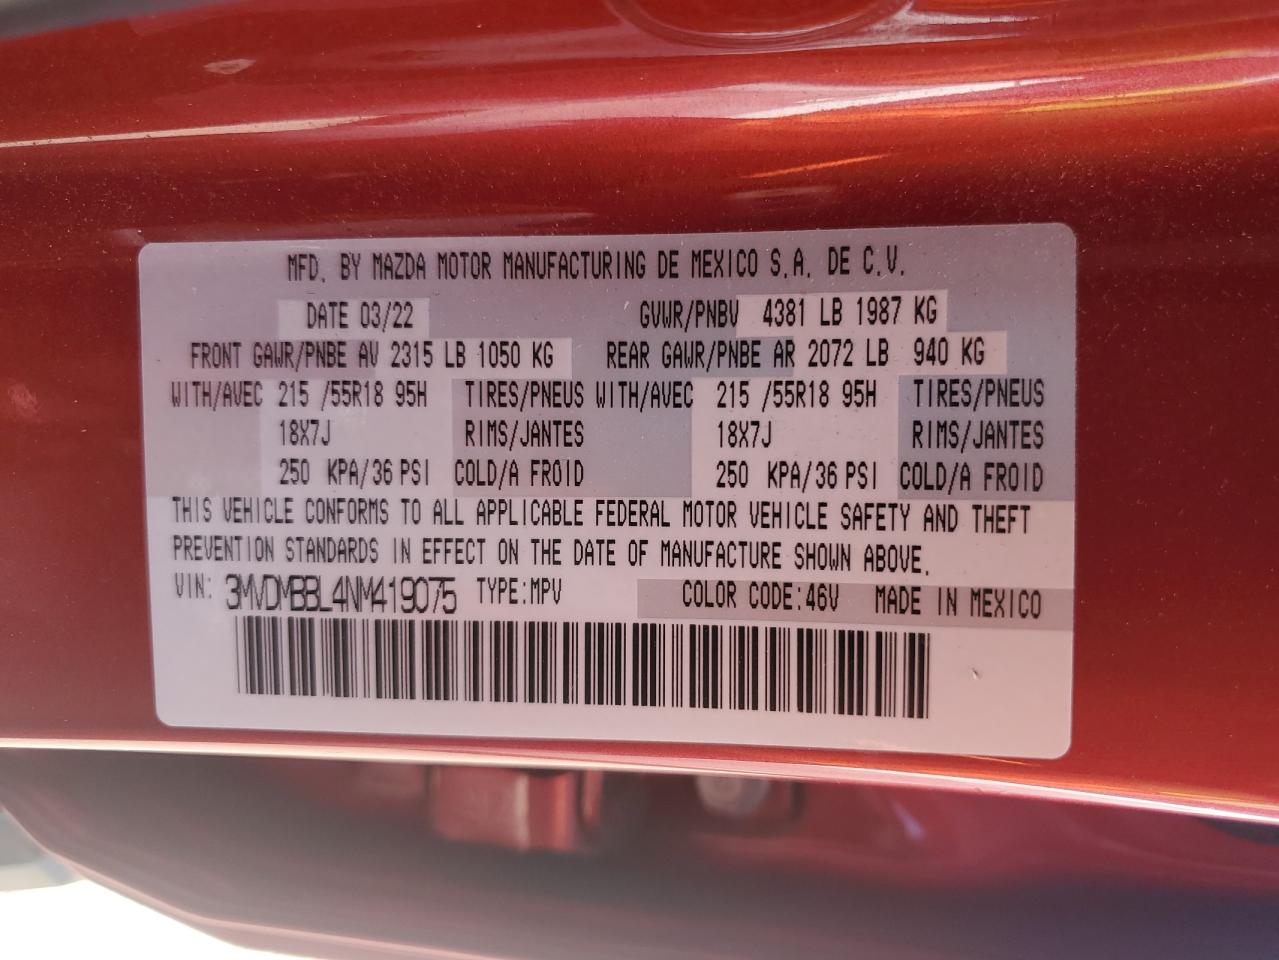 MFD. BY MAZDA MOTOR MANUFACTURING DE MEXICO S.A. DE C.V.
DATE 03/22 GVWR/PNBV 4381 LB 1987 KG
FRONT GAWR/PNBE AV 2315 LB 1050 KG REAR GAWR/PNBE AR 2072 LB 940 KG
WITH/AVEC 215 /55R18 95H TIRES/PNEUS WITH/AVEC 215 /55R18 95H TIRES/PNEUS
18X7J RIMS/JANTES 18X7J RIMS/JANTES
250 KPA/36 PSI COLD/A FROID 250 KPA/36 PSI COLD/A FROID
THIS VEHICLE CONFORMS TO ALL APPLICABLE FEDERAL MOTOR VEHICLE SAFETY AND THEFT
PREVENTION STANDARDS IN EFFECT ON THE DATE OF MANUFACTURE SHOWN ABOVE.
VIN: 3MVDMBBL4NM419075 TYPE:MPV COLOR CODE:46V MADE IN MEXICO